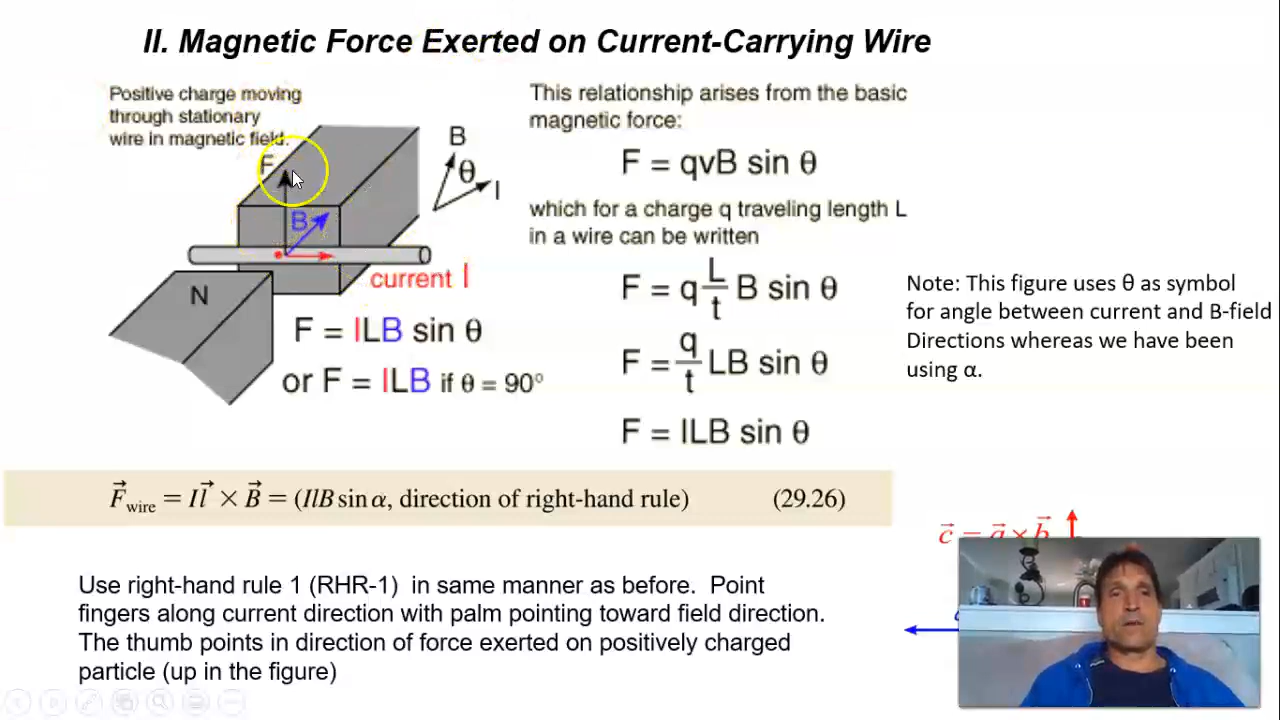 II. Magnetic Force Exerted on Current-Carrying Wire
Positive charge moving
through stationary
wire in magnetic field.
F
B
B
θ
I
current I
N
F = ILB sin θ
or F = ILB if θ = 90°
This relationship arises from the basic
magnetic force:
F = qvB sin θ
which for a charge q traveling length L
in a wire can be written
F = q L/t B sin θ
F = q/t LB sin θ
F = ILB sin θ
Note: This figure uses θ as symbol
for angle between current and B-field
Directions whereas we have been
using α.
F⃗wire = Il⃗ × B⃗ = (IlB sin α, direction of right-hand rule) (29.26)
c⃗ = a⃗ × b⃗
Use right-hand rule 1 (RHR-1) in same manner as before. Point
fingers along current direction with palm pointing toward field direction.
The thumb points in direction of force exerted on positively charged
particle (up in the figure)